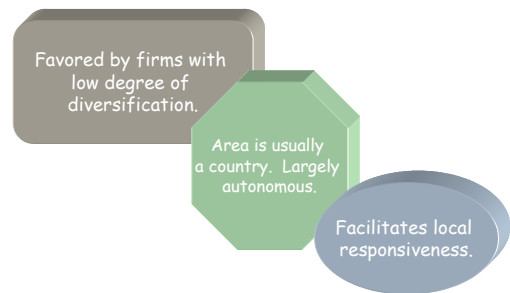 Favored by firms with
low degree of
diversification.
Area is usually
a country.  Largely
autonomous.
Facilitates local
responsiveness.